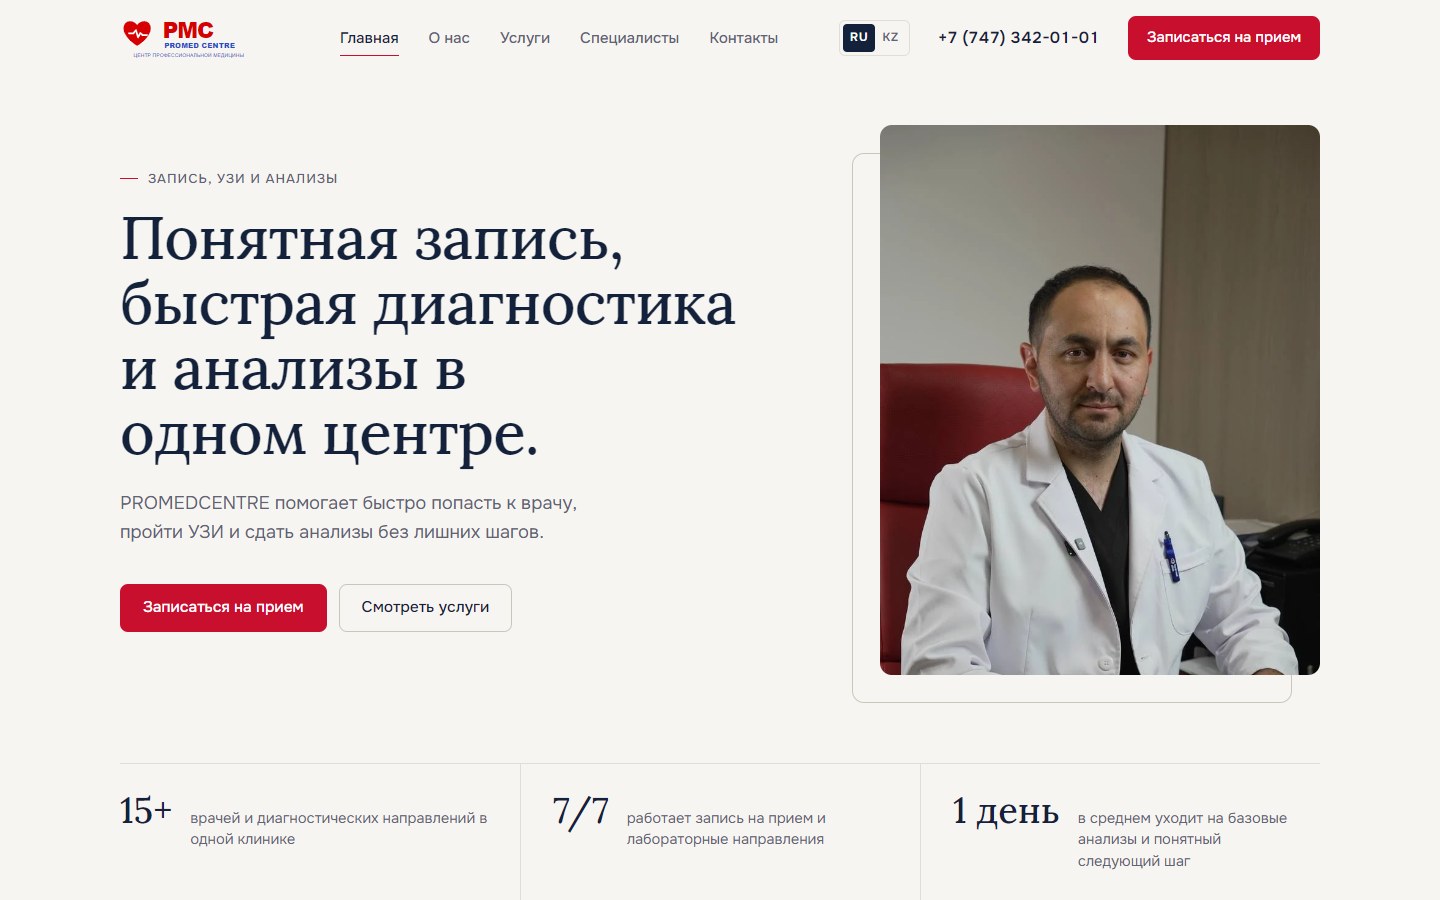 PMC
PROMED CENTRE
ЦЕНТР ПРОФЕССИОНАЛЬНОЙ МЕДИЦИНЫ
Главная
О нас
Услуги
Специалисты
Контакты
RU
KZ
+7 (747) 342-01-01
Записаться на прием
ЗАПИСЬ, УЗИ И АНАЛИЗЫ
Понятная запись,
быстрая диагностика
и анализы в
одном центре.
PROMEDCENTRE помогает быстро попасть к врачу,
пройти УЗИ и сдать анализы без лишних шагов.
Записаться на прием
Смотреть услуги
15+
врачей и диагностических направлений в
одной клинике
7/7
работает запись на прием и
лабораторные направления
1 день
в среднем уходит на базовые
анализы и понятный
следующий шаг